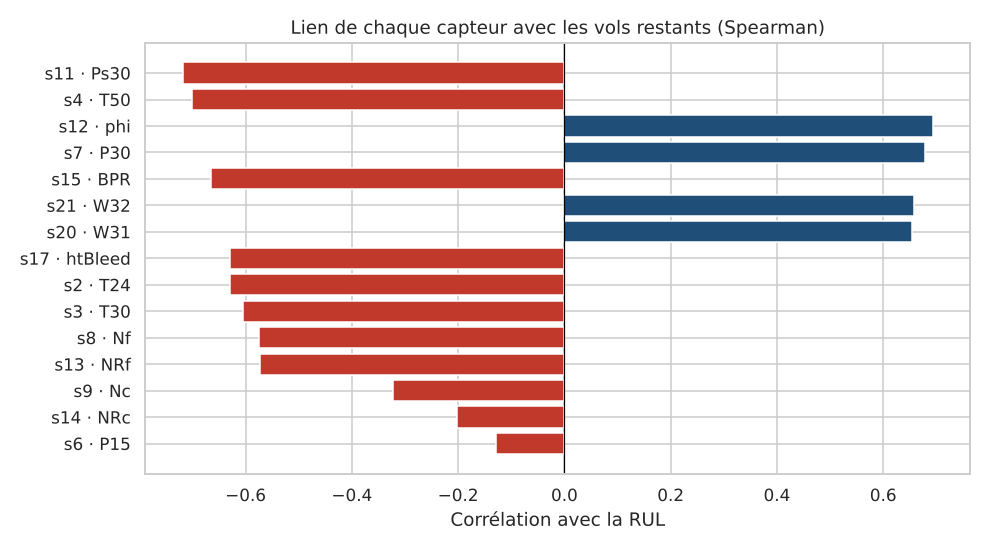 Lien de chaque capteur avec les vols restants (Spearman)
s11 · Ps30
s4 · T50
s12 · phi
s7 · P30
s15 · BPR
s21 · W32
s20 · W31
s17 · htBleed
s2 · T24
s3 · T30
s8 · Nf
s13 · NRf
s9 · Nc
s14 · NRc
s6 · P15
−0.6 −0.4 −0.2 0.0 0.2 0.4 0.6
Corrélation avec la RUL